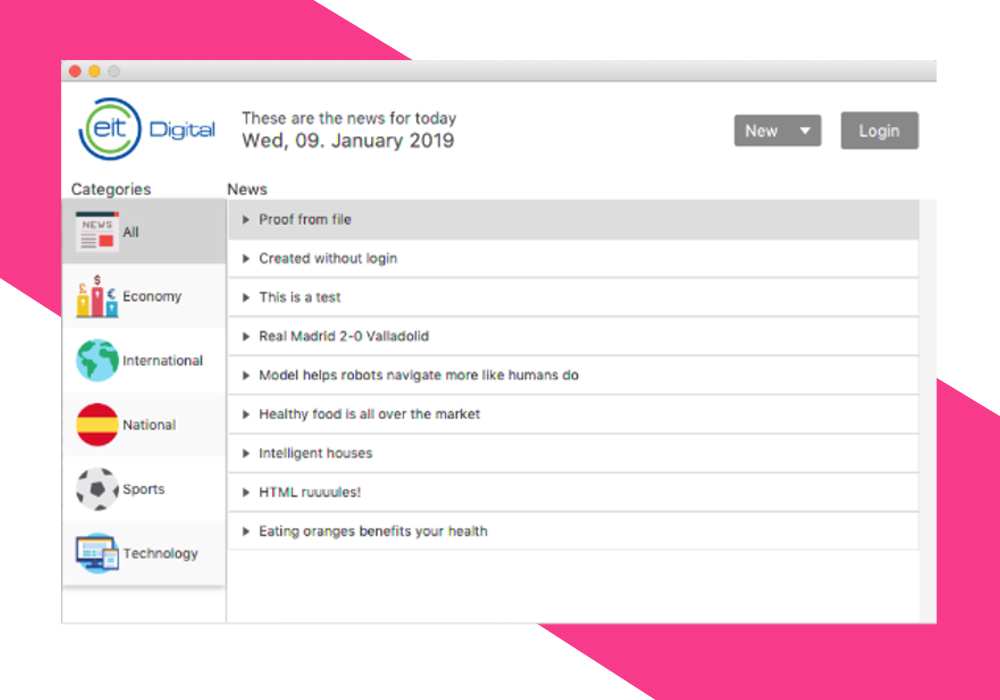 eit Digital
These are the news for today
Wed, 09. January 2019
New
Login
Categories
News
NEWS
All
Economy
International
National
Sports
Technology
Proof from file
Created without login
This is a test
Real Madrid 2-0 Valladolid
Model helps robots navigate more like humans do
Healthy food is all over the market
Intelligent houses
HTML ruuuules!
Eating oranges benefits your health
£
$
€